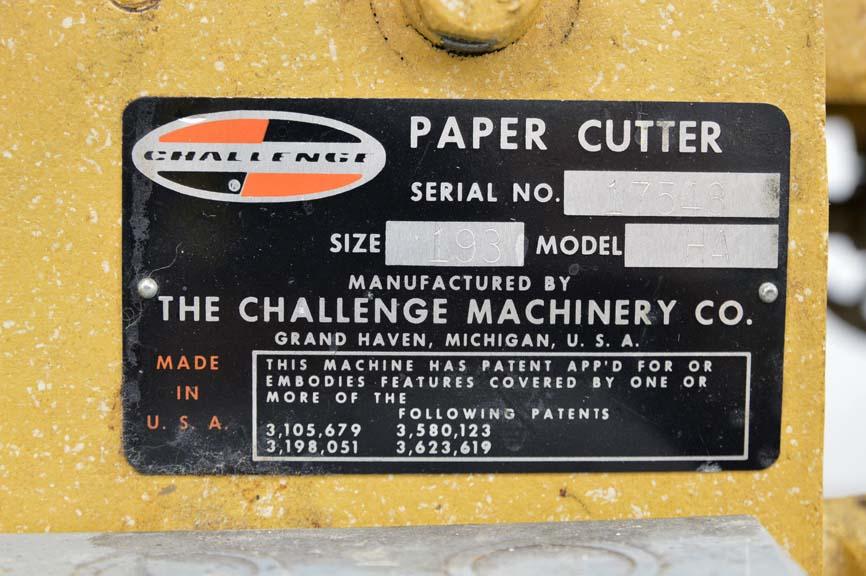 CHALLENGE
PAPER CUTTER
SERIAL NO. 17543
SIZE 193 MODEL HA
MANUFACTURED BY
THE CHALLENGE MACHINERY CO.
GRAND HAVEN, MICHIGAN, U. S. A.
MADE
IN
U. S. A.
THIS MACHINE HAS PATENT APP'D FOR OR
EMBODIES FEATURES COVERED BY ONE OR
MORE OF THE
FOLLOWING PATENTS
3,105,679 3,580,123
3,198,051 3,623,619